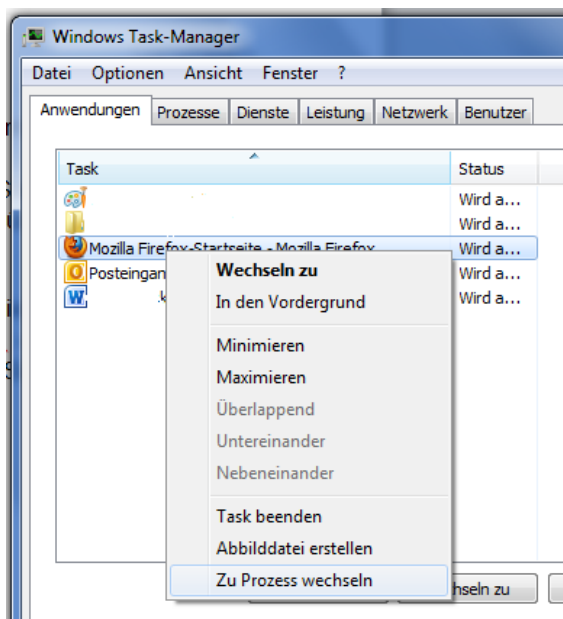 Windows Task-Manager
Datei Optionen Ansicht Fenster ?
Anwendungen Prozesse Dienste Leistung Netzwerk Benutzer
Task Status
Wird a...
Wird a...
Mozilla Firefox-Startseite - Mozilla Firefox Wird a...
Posteingan Wird a...
.k Wird a...
Wechseln zu
In den Vordergrund
Minimieren
Maximieren
Überlappend
Untereinander
Nebeneinander
Task beenden
Abbilddatei erstellen
Zu Prozess wechseln
hseln zu